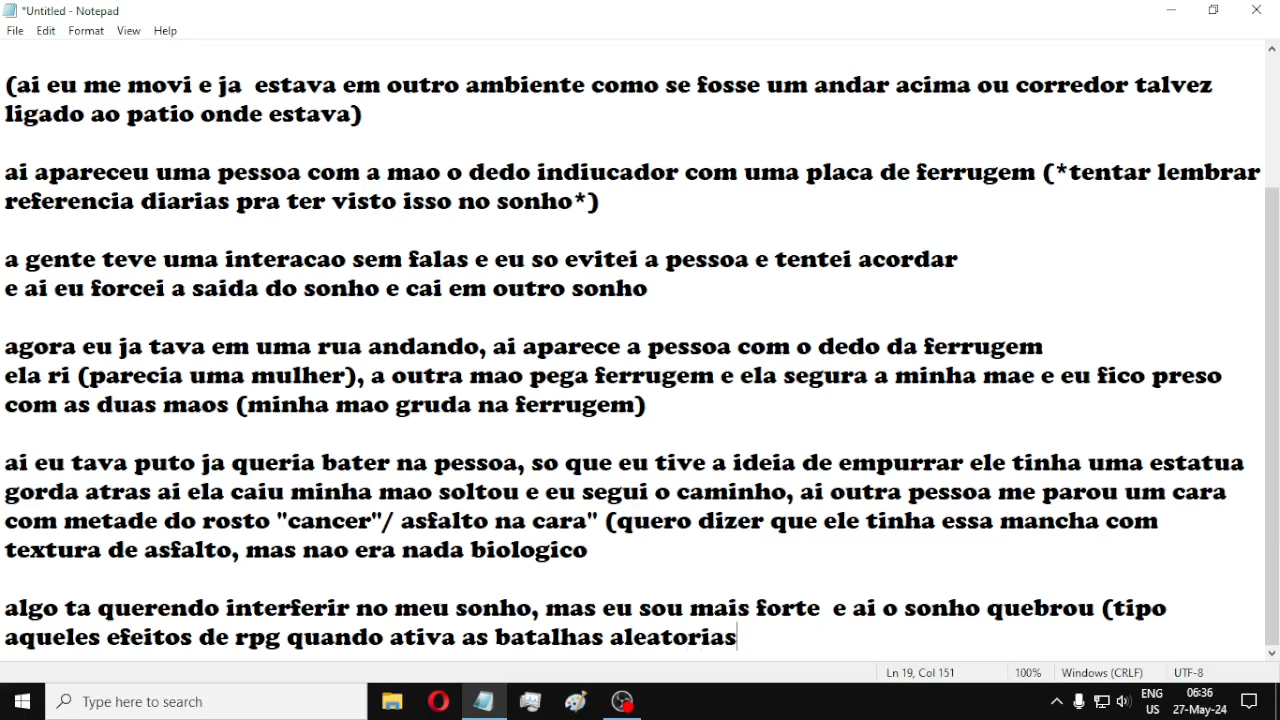 *Untitled - Notepad
File Edit Format View Help
(ai eu me movi e ja  estava em outro ambiente como se fosse um andar acima ou corredor talvez
ligado ao patio onde estava)
ai apareceu uma pessoa com a mao o dedo indiucador com uma placa de ferrugem (*tentar lembrar
referencia diarias pra ter visto isso no sonho*)
a gente teve uma interacao sem falas e eu so evitei a pessoa e tentei acordar
e ai eu forcei a saida do sonho e cai em outro sonho
agora eu ja tava em uma rua andando, ai aparece a pessoa com o dedo da ferrugem
ela ri (parecia uma mulher), a outra mao pega ferrugem e ela segura a minha mae e eu fico preso
com as duas maos (minha mao gruda na ferrugem)
ai eu tava puto ja queria bater na pessoa, so que eu tive a ideia de empurrar ele tinha uma estatua
gorda atras ai ela caiu minha mao soltou e eu segui o caminho, ai outra pessoa me parou um cara
com metade do rosto "cancer"/ asfalto na cara" (quero dizer que ele tinha essa mancha com
textura de asfalto, mas nao era nada biologico
algo ta querendo interferir no meu sonho, mas eu sou mais forte  e ai o sonho quebrou (tipo
aqueles efeitos de rpg quando ativa as batalhas aleatorias
Ln 19, Col 151 100% Windows (CRLF) UTF-8
Type here to search
ENG
US
06:36
27-May-24